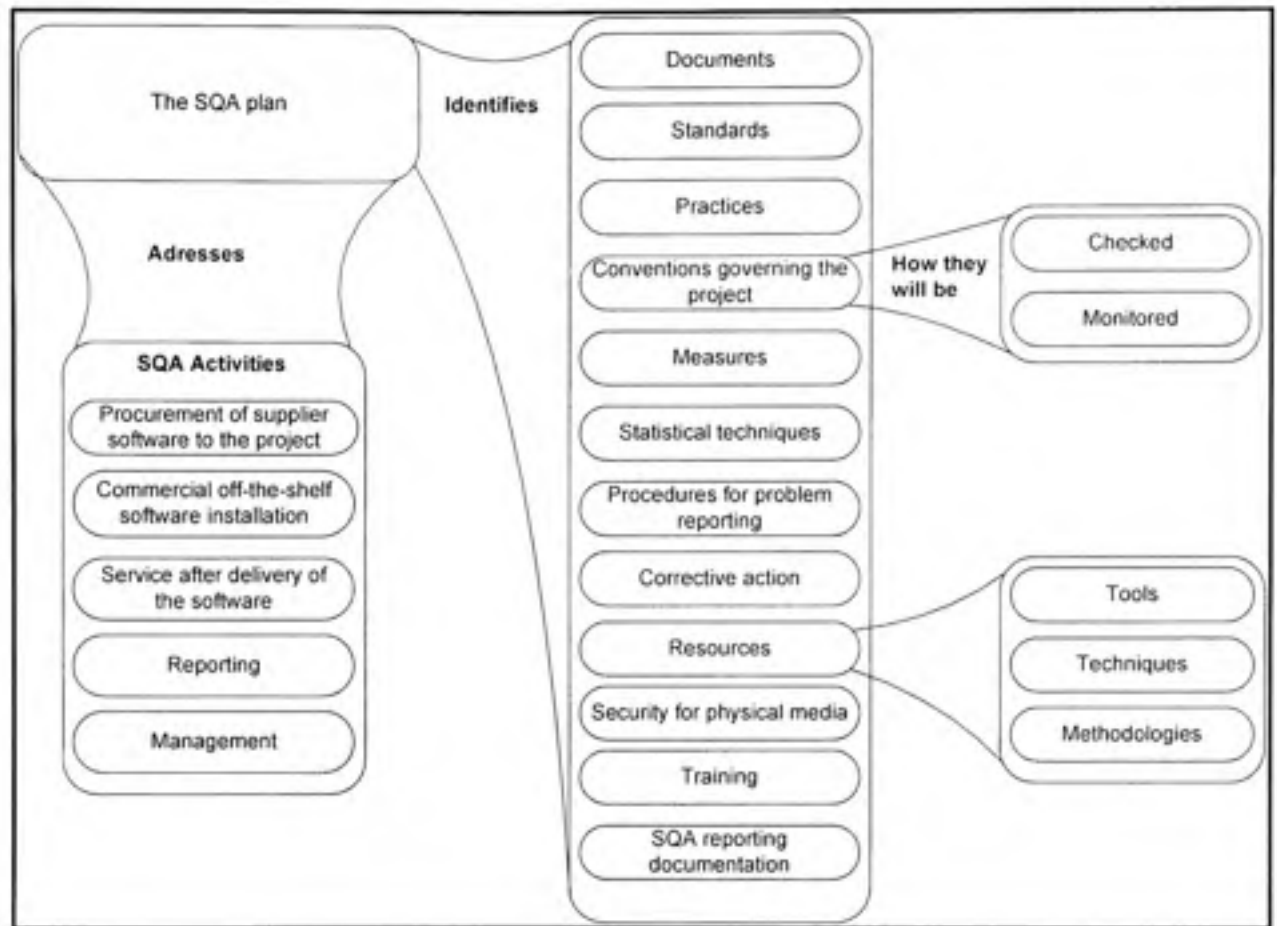 The SQA plan
Identifies
Adresses
SQA Activities
Procurement of supplier
software to the project
Commercial off-the-shelf
software installation
Service after delivery of
the software
Reporting
Management
Documents
Standards
Practices
Conventions governing the
project
Measures
Statistical techniques
Procedures for problem
reporting
Corrective action
Resources
Security for physical media
Training
SQA reporting
documentation
How they
will be
Checked
Monitored
Tools
Techniques
Methodologies